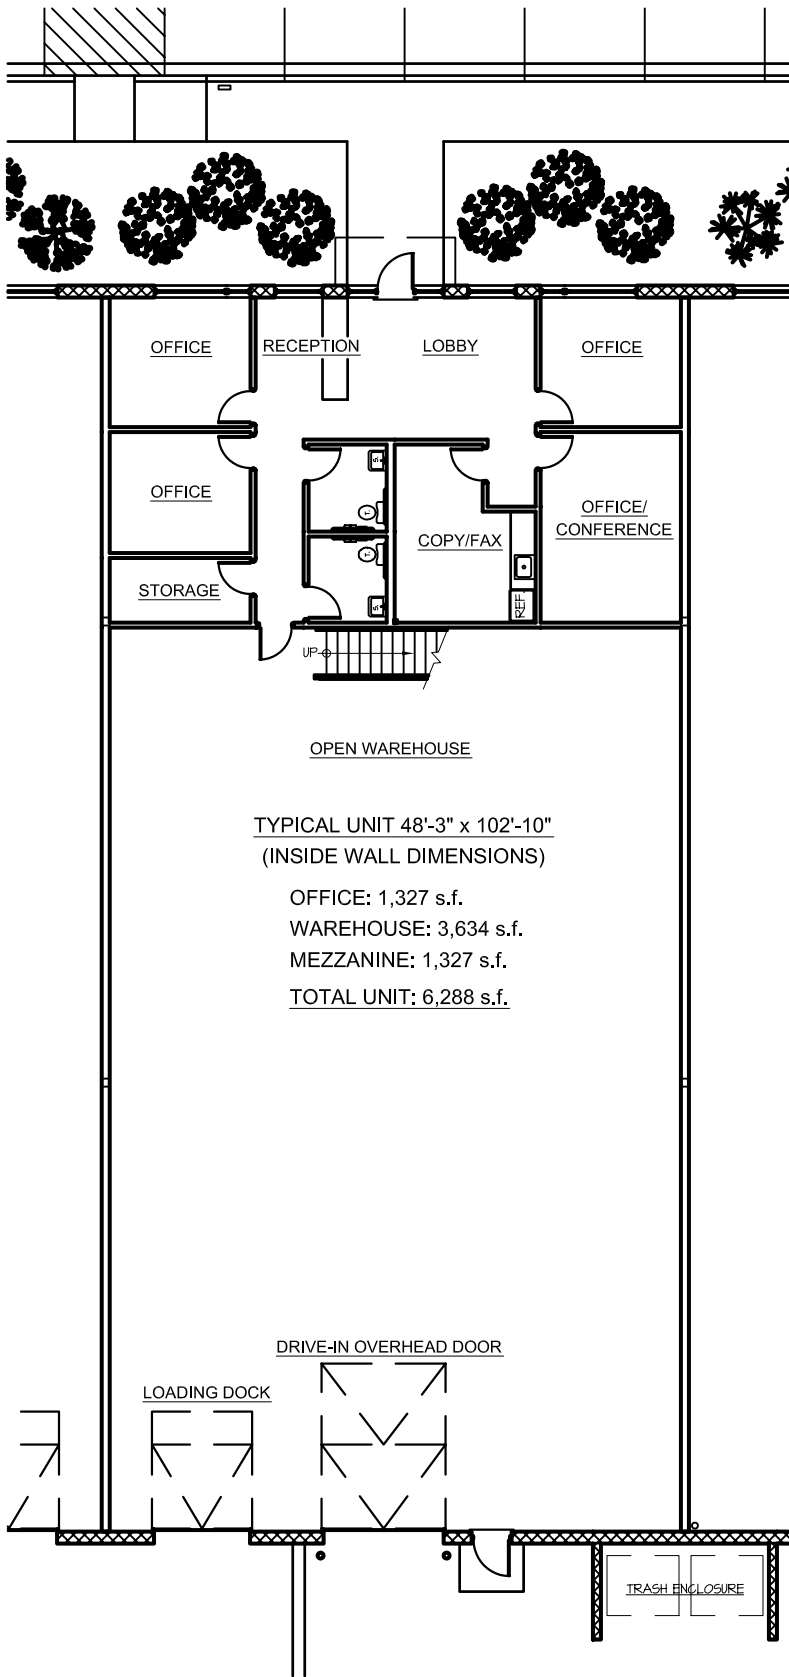 OFFICE
RECEPTION
LOBBY
OFFICE
OFFICE
OFFICE/
CONFERENCE
COPY/FAX
STORAGE
S.
T.
T.
S.
REF.
UP
OPEN WAREHOUSE
TYPICAL UNIT 48'-3" x 102'-10"
(INSIDE WALL DIMENSIONS)
OFFICE: 1,327 s.f.
WAREHOUSE: 3,634 s.f.
MEZZANINE: 1,327 s.f.
TOTAL UNIT: 6,288 s.f.
DRIVE-IN OVERHEAD DOOR
LOADING DOCK
TRASH ENCLOSURE